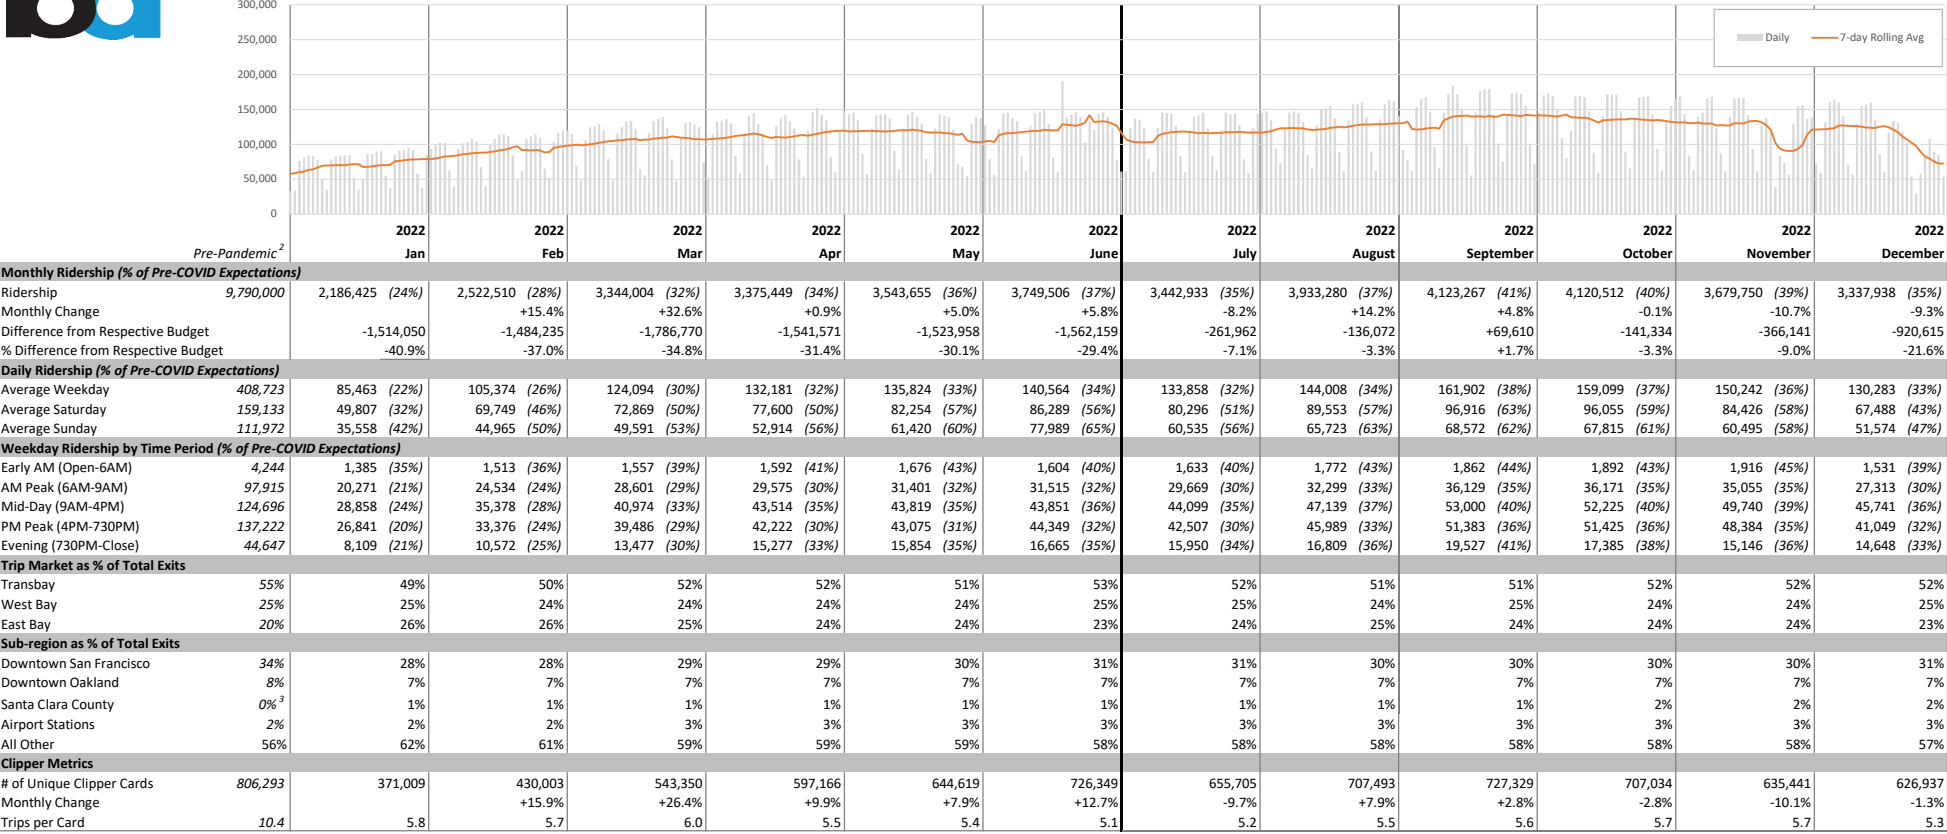 ba
300,000
250,000
200,000
150,000
100,000
50,000
0
Daily 7-day Rolling Avg
2022 2022 2022 2022 2022 2022 2022 2022 2022 2022 2022 2022
Pre-Pandemic 2 Jan Feb Mar Apr May June July August September October November December
Monthly Ridership (% of Pre-COVID Expectations)
Ridership 9,790,000 2,186,425 (24%) 2,522,510 (28%) 3,344,004 (32%) 3,375,449 (34%) 3,543,655 (36%) 3,749,506 (37%) 3,442,933 (35%) 3,933,280 (37%) 4,123,267 (41%) 4,120,512 (40%) 3,679,750 (39%) 3,337,938 (35%)
Monthly Change +15.4% +32.6% +0.9% +5.0% +5.8% -8.2% +14.2% +4.8% -0.1% -10.7% -9.3%
Difference from Respective Budget -1,514,050 -1,484,235 -1,786,770 -1,541,571 -1,523,958 -1,562,159 -261,962 -136,072 +69,610 -141,334 -366,141 -920,615
% Difference from Respective Budget -40.9% -37.0% -34.8% -31.4% -30.1% -29.4% -7.1% -3.3% +1.7% -3.3% -9.0% -21.6%
Daily Ridership (% of Pre-COVID Expectations)
Average Weekday 408,723 85,463 (22%) 105,374 (26%) 124,094 (30%) 132,181 (32%) 135,824 (33%) 140,564 (34%) 133,858 (32%) 144,008 (34%) 161,902 (38%) 159,099 (37%) 150,242 (36%) 130,283 (33%)
Average Saturday 159,133 49,807 (32%) 69,749 (46%) 72,869 (50%) 77,600 (50%) 82,254 (57%) 86,289 (56%) 80,296 (51%) 89,553 (57%) 96,916 (63%) 96,055 (59%) 84,426 (58%) 67,488 (43%)
Average Sunday 111,972 35,558 (42%) 44,965 (50%) 49,591 (53%) 52,914 (56%) 61,420 (60%) 77,989 (65%) 60,535 (56%) 65,723 (63%) 68,572 (62%) 67,815 (61%) 60,495 (58%) 51,574 (47%)
Weekday Ridership by Time Period (% of Pre-COVID Expectations)
Early AM (Open-6AM) 4,244 1,385 (35%) 1,513 (36%) 1,557 (39%) 1,592 (41%) 1,676 (43%) 1,604 (40%) 1,633 (40%) 1,772 (43%) 1,862 (44%) 1,892 (43%) 1,916 (45%) 1,531 (39%)
AM Peak (6AM-9AM) 97,915 20,271 (21%) 24,534 (24%) 28,601 (29%) 29,575 (30%) 31,401 (32%) 31,515 (32%) 29,669 (30%) 32,299 (33%) 36,129 (35%) 36,171 (35%) 35,055 (35%) 27,313 (30%)
Mid-Day (9AM-4PM) 124,696 28,858 (24%) 35,378 (28%) 40,974 (33%) 43,514 (35%) 43,819 (35%) 43,851 (36%) 44,099 (35%) 47,139 (37%) 53,000 (40%) 52,225 (40%) 49,740 (39%) 45,741 (36%)
PM Peak (4PM-730PM) 137,222 26,841 (20%) 33,376 (24%) 39,486 (29%) 42,222 (30%) 43,075 (31%) 44,349 (32%) 42,507 (30%) 45,989 (33%) 51,383 (36%) 51,425 (36%) 48,384 (35%) 41,049 (32%)
Evening (730PM-Close) 44,647 8,109 (21%) 10,572 (25%) 13,477 (30%) 15,277 (33%) 15,854 (35%) 16,665 (35%) 15,950 (34%) 16,809 (36%) 19,527 (41%) 17,385 (38%) 15,146 (36%) 14,648 (33%)
Trip Market as % of Total Exits
Transbay 55% 49% 50% 52% 52% 51% 53% 52% 51% 51% 52% 52% 52%
West Bay 25% 25% 24% 24% 24% 24% 25% 25% 24% 25% 24% 24% 25%
East Bay 20% 26% 26% 25% 24% 24% 23% 24% 25% 24% 24% 24% 23%
Sub-region as % of Total Exits
Downtown San Francisco 34% 28% 28% 29% 29% 30% 31% 31% 30% 30% 30% 30% 31%
Downtown Oakland 8% 7% 7% 7% 7% 7% 7% 7% 7% 7% 7% 7% 7%
Santa Clara County 0% 3 1% 1% 1% 1% 1% 1% 1% 1% 1% 2% 2% 2%
Airport Stations 2% 2% 2% 3% 3% 3% 3% 3% 3% 3% 3% 3% 3%
All Other 56% 62% 61% 59% 59% 59% 58% 58% 58% 58% 58% 58% 57%
Clipper Metrics
# of Unique Clipper Cards 806,293 371,009 430,003 543,350 597,166 644,619 726,349 655,705 707,493 727,329 707,034 635,441 626,937
Monthly Change +15.9% +26.4% +9.9% +7.9% +12.7% -9.7% +7.9% +2.8% -2.8% -10.1% -1.3%
Trips per Card 10.4 5.8 5.7 6.0 5.5 5.4 5.1 5.2 5.5 5.6 5.7 5.7 5.3